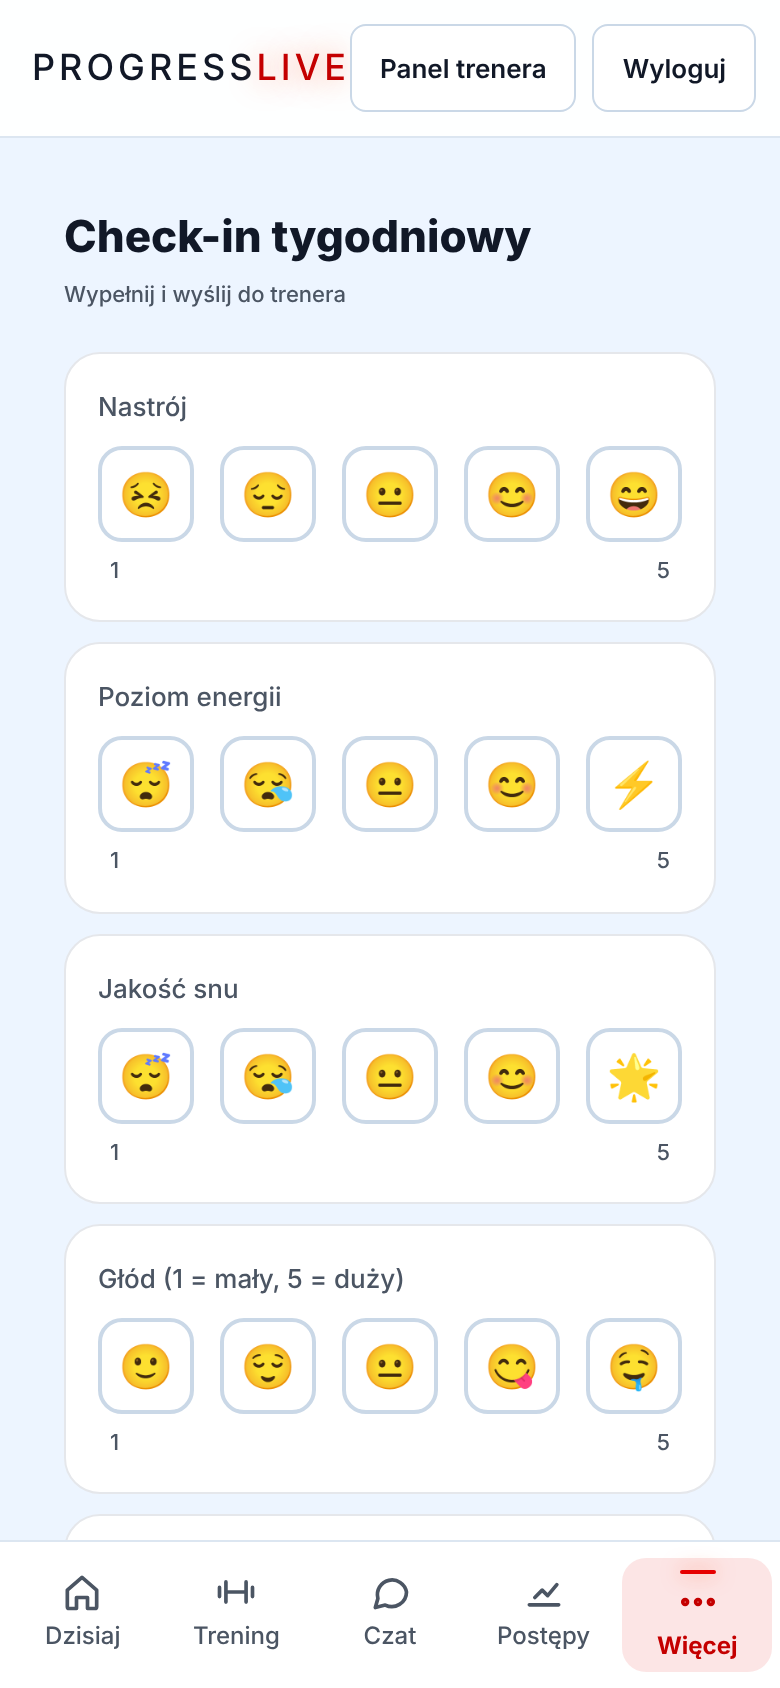 PROGRESSLIVE
Panel trenera
Wyloguj
Check-in tygodniowy
Wypełnij i wyślij do trenera
Nastrój
1 5
Poziom energii
1 5
Jakość snu
1 5
Głód (1 = mały, 5 = duży)
1 5
Dzisiaj
Trening
Czat
Postępy
Więcej